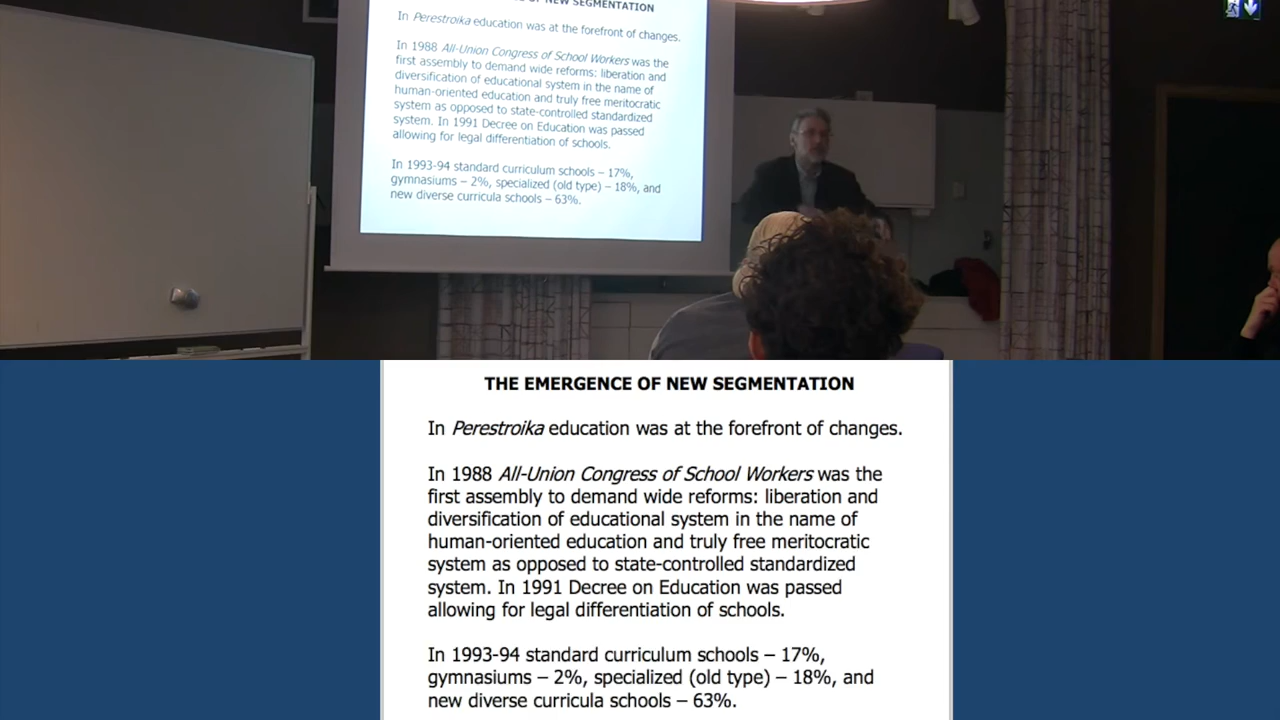 OF NEW SEGMENTATION
In Perestroika education was at the forefront of changes.
In 1988 All-Union Congress of School Workers was the
first assembly to demand wide reforms: liberation and
diversification of educational system in the name of
human-oriented education and truly free meritocratic
system as opposed to state-controlled standardized
system. In 1991 Decree on Education was passed
allowing for legal differentiation of schools.
In 1993-94 standard curriculum schools – 17%,
gymnasiums – 2%, specialized (old type) – 18%, and
new diverse curricula schools – 63%.
THE EMERGENCE OF NEW SEGMENTATION
In Perestroika education was at the forefront of changes.
In 1988 All-Union Congress of School Workers was the
first assembly to demand wide reforms: liberation and
diversification of educational system in the name of
human-oriented education and truly free meritocratic
system as opposed to state-controlled standardized
system. In 1991 Decree on Education was passed
allowing for legal differentiation of schools.
In 1993-94 standard curriculum schools – 17%,
gymnasiums – 2%, specialized (old type) – 18%, and
new diverse curricula schools – 63%.